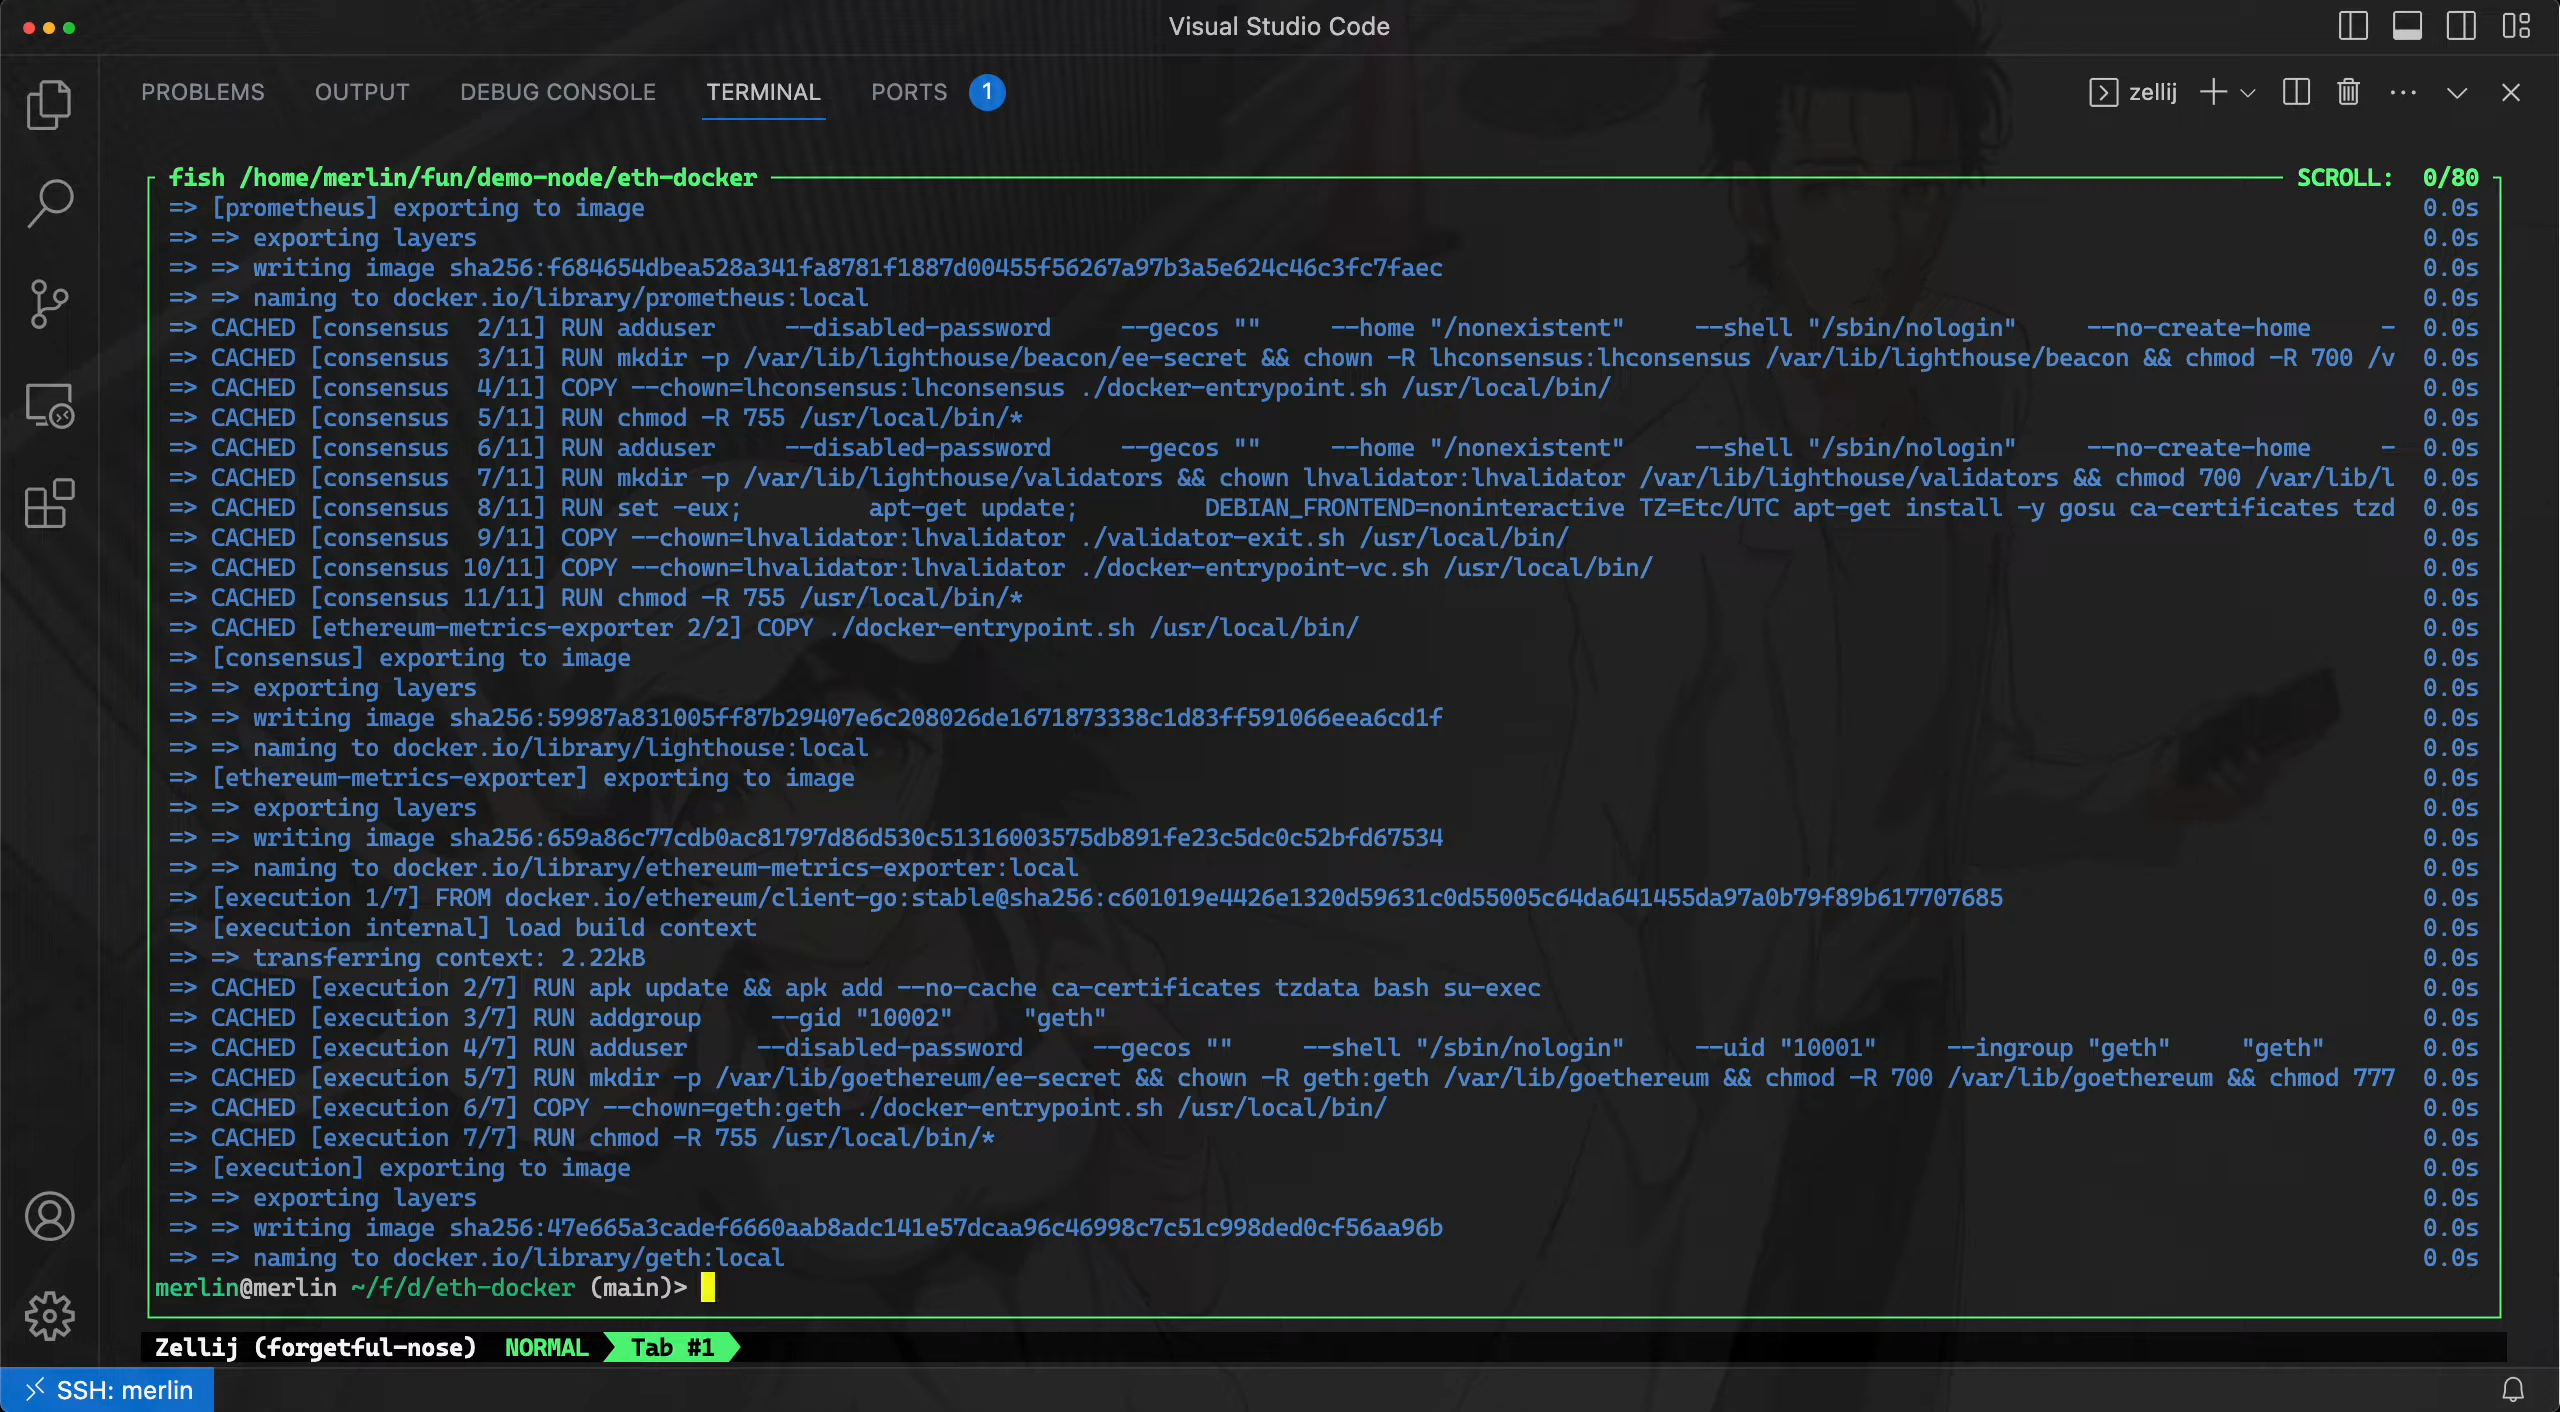 Visual Studio Code
PROBLEMS OUTPUT DEBUG CONSOLE TERMINAL PORTS 1 zellij
fish /home/merlin/fun/demo-node/eth-docker SCROLL: 0/80
=> [prometheus] exporting to image 0.0s
=> => exporting layers 0.0s
=> => writing image sha256:f684654dbea528a341fa8781f1887d00455f56267a97b3a5e624c46c3fc7faec 0.0s
=> => naming to docker.io/library/prometheus:local 0.0s
=> CACHED [consensus  2/11] RUN adduser     --disabled-password     --gecos ""     --home "/nonexistent"     --shell "/sbin/nologin"     --no-create-home     - 0.0s
=> CACHED [consensus  3/11] RUN mkdir -p /var/lib/lighthouse/beacon/ee-secret && chown -R lhconsensus:lhconsensus /var/lib/lighthouse/beacon && chmod -R 700 /v 0.0s
=> CACHED [consensus  4/11] COPY --chown=lhconsensus:lhconsensus ./docker-entrypoint.sh /usr/local/bin/ 0.0s
=> CACHED [consensus  5/11] RUN chmod -R 755 /usr/local/bin/* 0.0s
=> CACHED [consensus  6/11] RUN adduser     --disabled-password     --gecos ""     --home "/nonexistent"     --shell "/sbin/nologin"     --no-create-home     - 0.0s
=> CACHED [consensus  7/11] RUN mkdir -p /var/lib/lighthouse/validators && chown lhvalidator:lhvalidator /var/lib/lighthouse/validators && chmod 700 /var/lib/l 0.0s
=> CACHED [consensus  8/11] RUN set -eux;         apt-get update;         DEBIAN_FRONTEND=noninteractive TZ=Etc/UTC apt-get install -y gosu ca-certificates tzd 0.0s
=> CACHED [consensus  9/11] COPY --chown=lhvalidator:lhvalidator ./validator-exit.sh /usr/local/bin/ 0.0s
=> CACHED [consensus 10/11] COPY --chown=lhvalidator:lhvalidator ./docker-entrypoint-vc.sh /usr/local/bin/ 0.0s
=> CACHED [consensus 11/11] RUN chmod -R 755 /usr/local/bin/* 0.0s
=> CACHED [ethereum-metrics-exporter 2/2] COPY ./docker-entrypoint.sh /usr/local/bin/ 0.0s
=> [consensus] exporting to image 0.0s
=> => exporting layers 0.0s
=> => writing image sha256:59987a831005ff87b29407e6c208026de1671873338c1d83ff591066eea6cd1f 0.0s
=> => naming to docker.io/library/lighthouse:local 0.0s
=> [ethereum-metrics-exporter] exporting to image 0.0s
=> => exporting layers 0.0s
=> => writing image sha256:659a86c77cdb0ac81797d86d530c51316003575db891fe23c5dc0c52bfd67534 0.0s
=> => naming to docker.io/library/ethereum-metrics-exporter:local 0.0s
=> [execution 1/7] FROM docker.io/ethereum/client-go:stable@sha256:c601019e4426e1320d59631c0d55005c64da641455da97a0b79f89b617707685 0.0s
=> [execution internal] load build context 0.0s
=> => transferring context: 2.22kB 0.0s
=> CACHED [execution 2/7] RUN apk update && apk add --no-cache ca-certificates tzdata bash su-exec 0.0s
=> CACHED [execution 3/7] RUN addgroup     --gid "10002"     "geth" 0.0s
=> CACHED [execution 4/7] RUN adduser     --disabled-password     --gecos ""     --shell "/sbin/nologin"     --uid "10001"     --ingroup "geth"     "geth" 0.0s
=> CACHED [execution 5/7] RUN mkdir -p /var/lib/goethereum/ee-secret && chown -R geth:geth /var/lib/goethereum && chmod -R 700 /var/lib/goethereum && chmod 777 0.0s
=> CACHED [execution 6/7] COPY --chown=geth:geth ./docker-entrypoint.sh /usr/local/bin/ 0.0s
=> CACHED [execution 7/7] RUN chmod -R 755 /usr/local/bin/* 0.0s
=> [execution] exporting to image 0.0s
=> => exporting layers 0.0s
=> => writing image sha256:47e665a3cadef6660aab8adc141e57dcaa96c46998c7c51c998ded0cf56aa96b 0.0s
=> => naming to docker.io/library/geth:local 0.0s
merlin@merlin ~/f/d/eth-docker (main)>
Zellij (forgetful-nose) NORMAL Tab #1
SSH: merlin